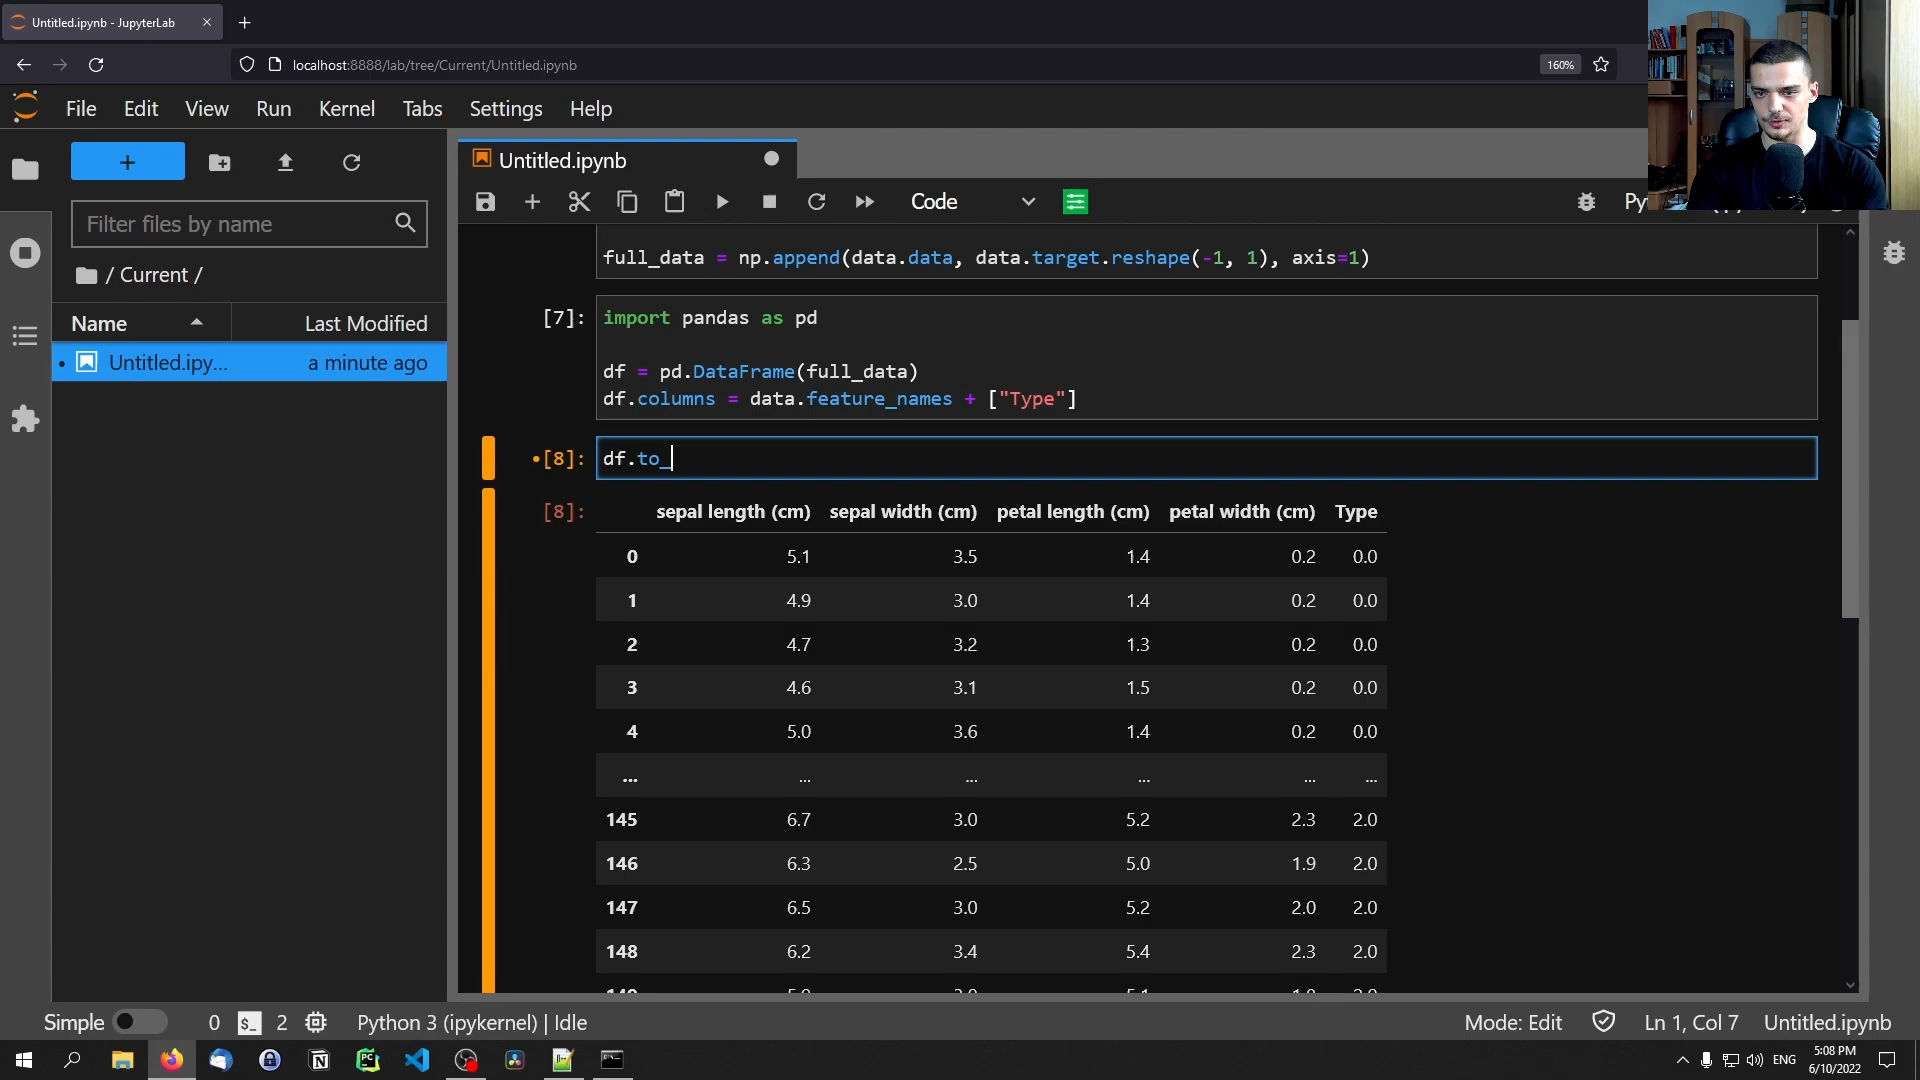 Untitled.ipynb - JupyterLab
localhost:8888/lab/tree/Current/Untitled.ipynb
160%
File Edit View Run Kernel Tabs Settings Help
Untitled.ipynb
Code
Py
Filter files by name
/ Current /
Name Last Modified
Untitled.ipy... a minute ago
full_data = np.append(data.data, data.target.reshape(-1, 1), axis=1)
[7]: import pandas as pd
df = pd.DataFrame(full_data)
df.columns = data.feature_names + ["Type"]
•[8]: df.to_
[8]: sepal length (cm) sepal width (cm) petal length (cm) petal width (cm) Type
0 5.1 3.5 1.4 0.2 0.0
1 4.9 3.0 1.4 0.2 0.0
2 4.7 3.2 1.3 0.2 0.0
3 4.6 3.1 1.5 0.2 0.0
4 5.0 3.6 1.4 0.2 0.0
... ... ... ... ... ...
145 6.7 3.0 5.2 2.3 2.0
146 6.3 2.5 5.0 1.9 2.0
147 6.5 3.0 5.2 2.0 2.0
148 6.2 3.4 5.4 2.3 2.0
Simple 0 $_ 2 Python 3 (ipykernel) | Idle Mode: Edit Ln 1, Col 7 Untitled.ipynb
ENG 5:08 PM
6/10/2022